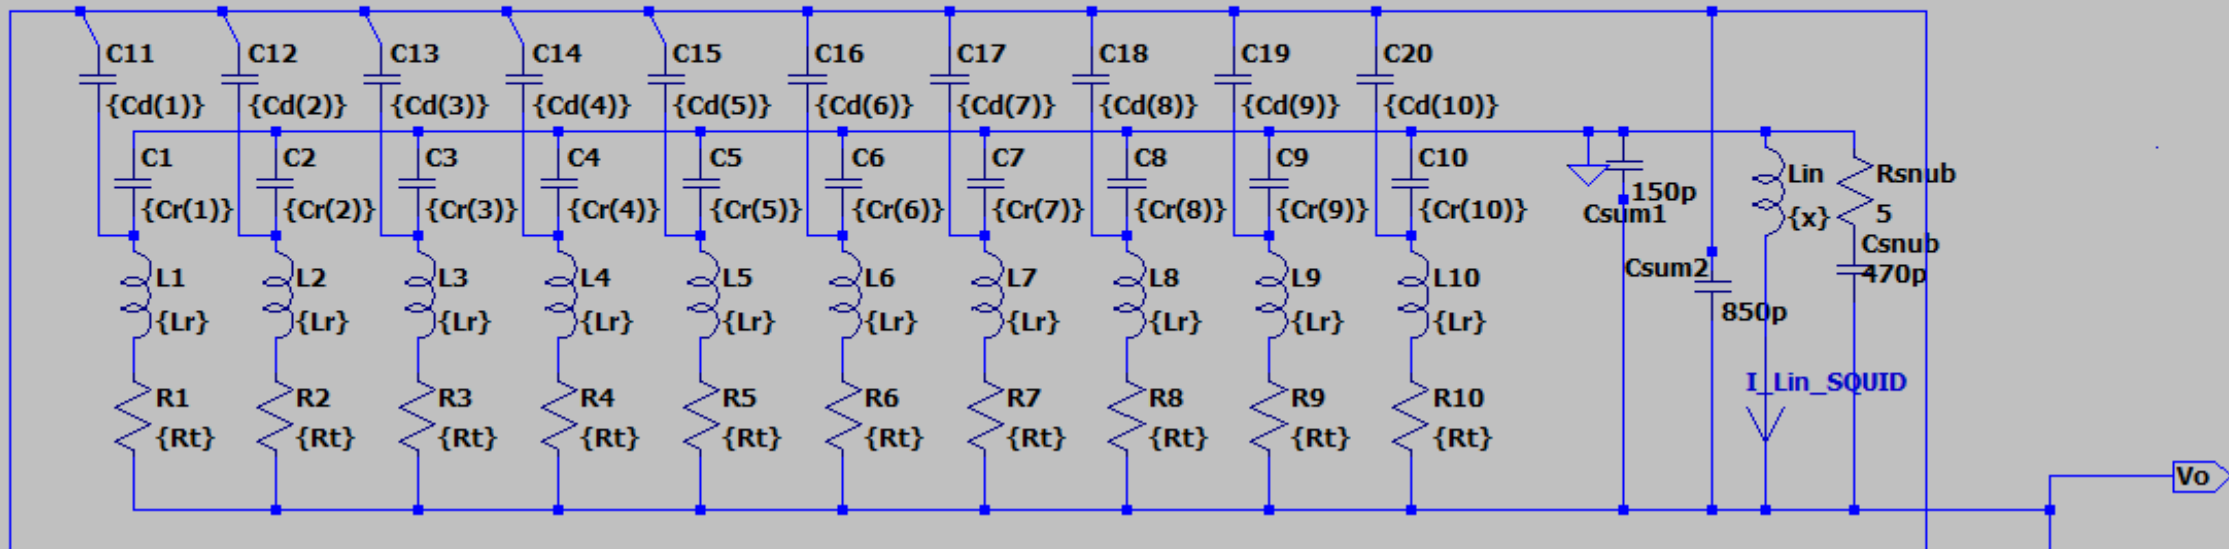 C11 C12 C13 C14 C15 C16 C17 C18 C19 C20
{Cd(1)} {Cd(2)} {Cd(3)} {Cd(4)} {Cd(5)} {Cd(6)} {Cd(7)} {Cd(8)} {Cd(9)} {Cd(10)}
C1 C2 C3 C4 C5 C6 C7 C8 C9 C10
{Cr(1)} {Cr(2)} {Cr(3)} {Cr(4)} {Cr(5)} {Cr(6)} {Cr(7)} {Cr(8)} {Cr(9)} {Cr(10)}
150p
Csum1
Lin
{x}
Rsnub
5
Csnub
470p
Csum2
850p
L1 L2 L3 L4 L5 L6 L7 L8 L9 L10
{Lr} {Lr} {Lr} {Lr} {Lr} {Lr} {Lr} {Lr} {Lr} {Lr}
I_Lin_SQUID
R1 R2 R3 R4 R5 R6 R7 R8 R9 R10
{Rt} {Rt} {Rt} {Rt} {Rt} {Rt} {Rt} {Rt} {Rt} {Rt}
Vo